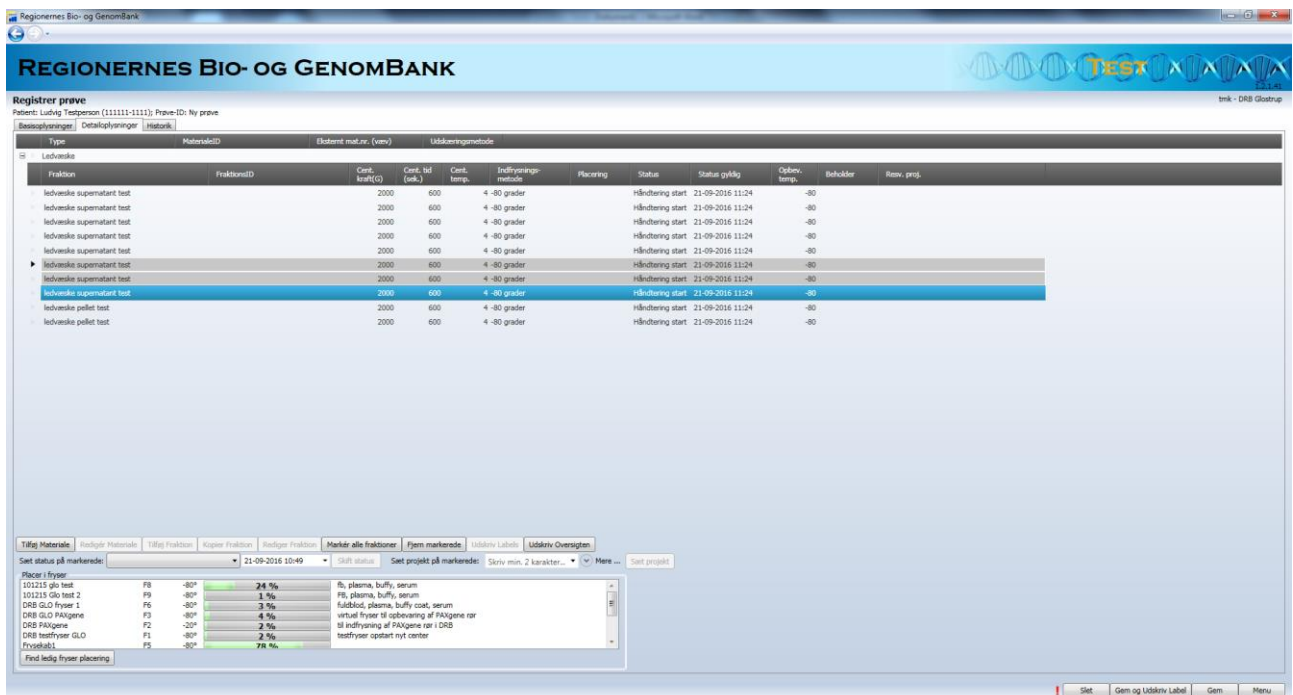 Regionernes Bio- og GenomBank
REGIONERNES BIO- OG GENOMBANK
TEST
Registrer prøve
tmk - DRB Glostrup
Patient: Ludvig Testperson (111111-1111); Prøve-ID: Ny prøve
Basisoplysninger Detailoplysninger Historik
Type MaterialeID Eksternt mat.nr. (væv) Udskæringsmetode
Ledvæske
Fraktion FraktionsID Cent. kraft(G) Cent. tid (sek.) Cent. temp. Indfrysnings-metode Placering Status Status gyldig Opbev. temp. Beholder Resv. proj.
ledvæske supernatant test 2000 600 4 -80 grader Håndtering start 21-09-2016 11:24 -80
ledvæske supernatant test 2000 600 4 -80 grader Håndtering start 21-09-2016 11:24 -80
ledvæske supernatant test 2000 600 4 -80 grader Håndtering start 21-09-2016 11:24 -80
ledvæske supernatant test 2000 600 4 -80 grader Håndtering start 21-09-2016 11:24 -80
ledvæske supernatant test 2000 600 4 -80 grader Håndtering start 21-09-2016 11:24 -80
ledvæske supernatant test 2000 600 4 -80 grader Håndtering start 21-09-2016 11:24 -80
ledvæske supernatant test 2000 600 4 -80 grader Håndtering start 21-09-2016 11:24 -80
ledvæske supernatant test 2000 600 4 -80 grader Håndtering start 21-09-2016 11:24 -80
ledvæske pellet test 2000 600 4 -80 grader Håndtering start 21-09-2016 11:24 -80
ledvæske pellet test 2000 600 4 -80 grader Håndtering start 21-09-2016 11:24 -80
Tilføj Materiale Redigér Materiale Tilføj Fraktion Kopier Fraktion Rediger Fraktion Markér alle fraktioner Fjern markerede Udskriv Labels Udskriv Oversigten
Sæt status på markerede: 21-09-2016 10:49 Skift status Sæt projekt på markerede: Skriv min. 2 karakter... Mere ... Sæt projekt
Placer i fryser
101215 glo test F8 -80° 24 % fb, plasma, buffy, serum
101215 Glo test 2 F9 -80° 1 % FB, plasma, buffy, serum
DRB GLO fryser 1 F6 -80° 3 % fuldblod, plasma, buffy coat, serum
DRB GLO PAXgene F3 -80° 4 % virtuel fryser til opbevaring af PAXgene rør
DRB PAXgene F2 -20° 2 % til indfrysning af PAXgene rør i DRB
DRB testfryser GLO F1 -80° 2 % testfryser opstart nyt center
Frysekab1 F5 -80° 78 %
Find ledig fryser placering
! Slet Gem og Udskriv Label Gem Menu